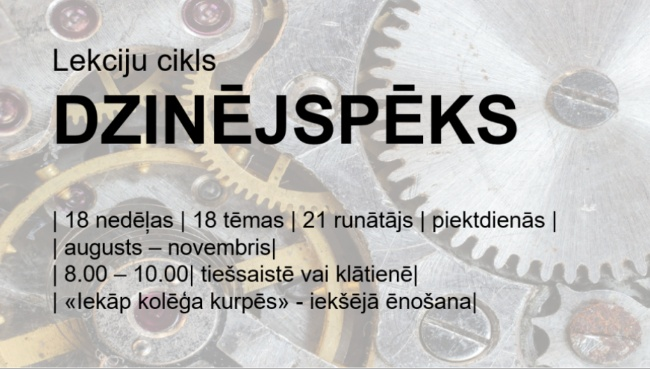 Lekciju cikls
DZINĒJSPĒKS
| 18 nedēļas | 18 tēmas | 21 runātājs | piektdienās |
| augusts – novembris|
| 8.00 – 10.00| tiešsaistē vai klātienē|
| «Iekāp kolēģa kurpēs» - iekšējā ēnošana|